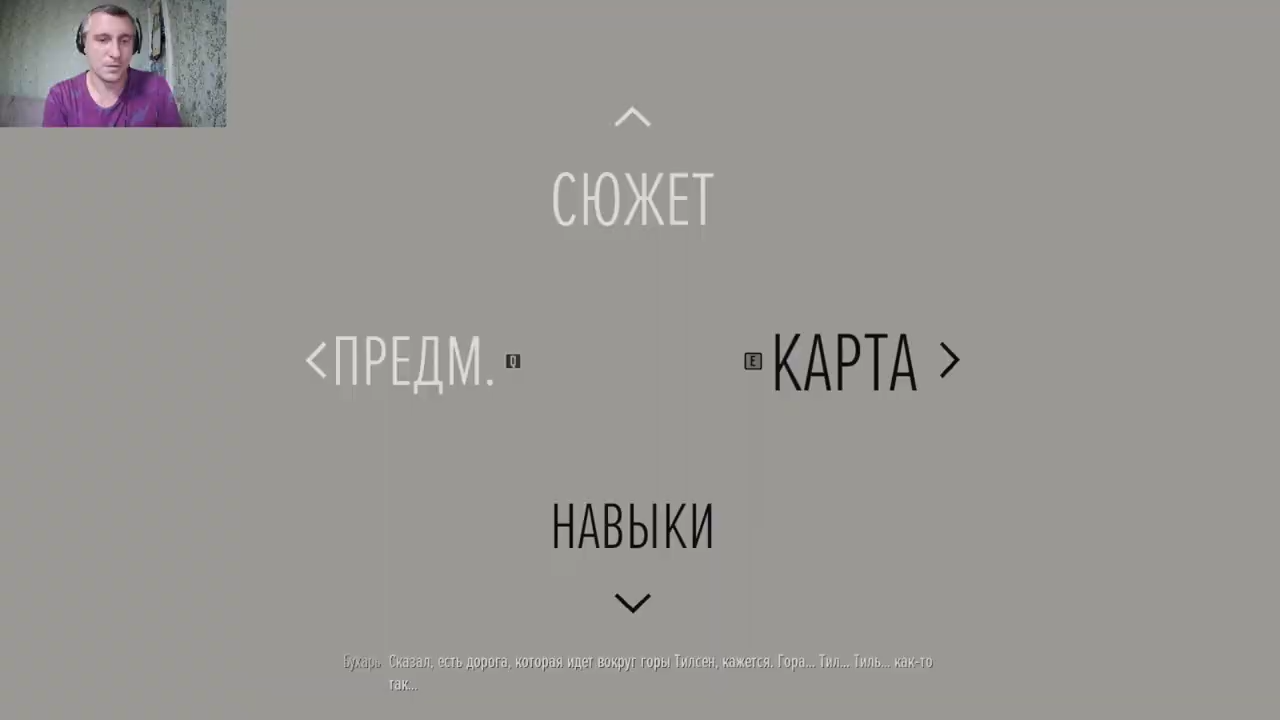 СЮЖЕТ
ПРЕДМ. Q
E КАРТА
НАВЫКИ
Бухарь Сказал, есть дорога, которая идет вокруг горы Тилсен, кажется. Гора... Тил... Тиль... как-то
так...